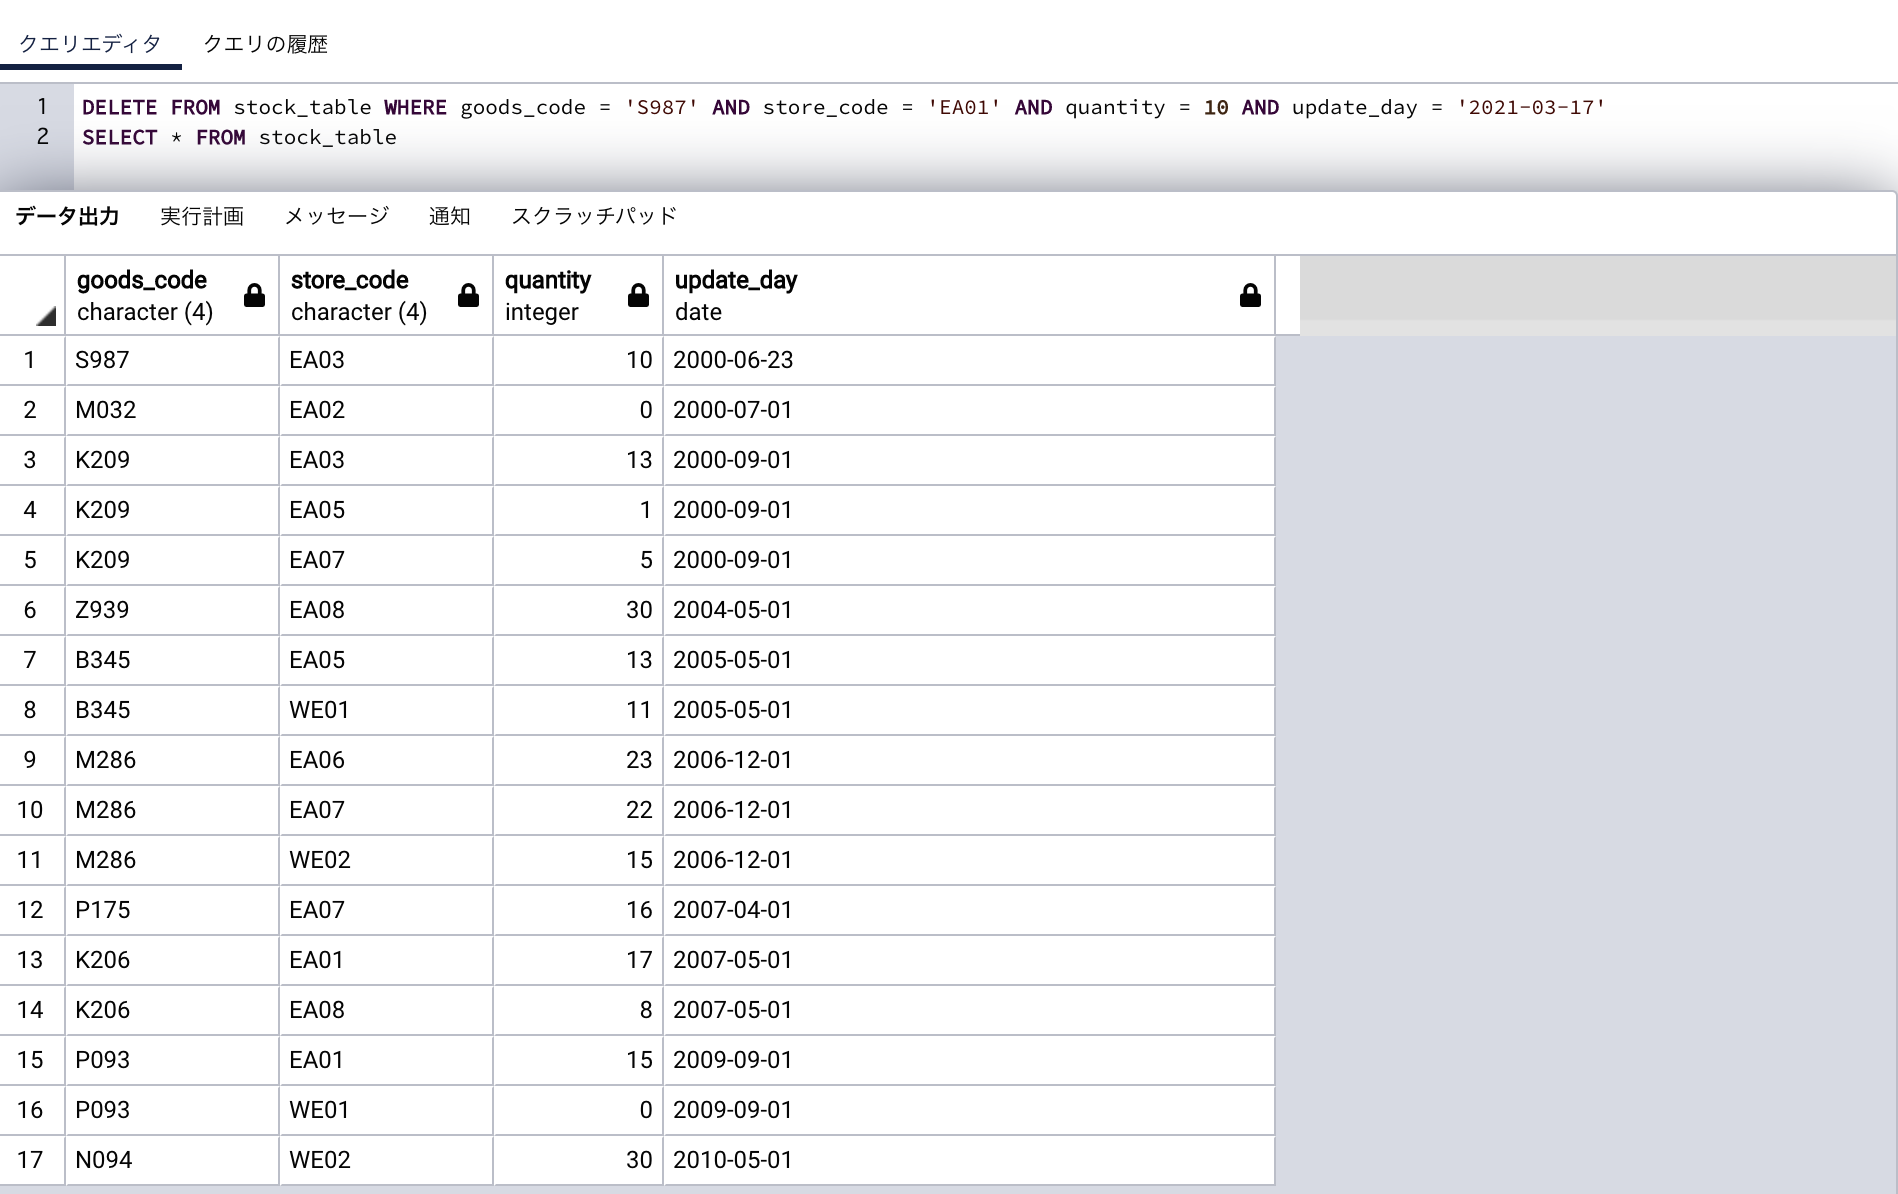 クエリエディタ クエリの履歴
1 DELETE FROM stock_table WHERE goods_code = 'S987' AND store_code = 'EA01' AND quantity = 10 AND update_day = '2021-03-17'
2 SELECT * FROM stock_table
データ出力 実行計画 メッセージ 通知 スクラッチパッド
goods_code store_code quantity update_day
character (4) character (4) integer date
1 S987 EA03 10 2000-06-23
2 M032 EA02 0 2000-07-01
3 K209 EA03 13 2000-09-01
4 K209 EA05 1 2000-09-01
5 K209 EA07 5 2000-09-01
6 Z939 EA08 30 2004-05-01
7 B345 EA05 13 2005-05-01
8 B345 WE01 11 2005-05-01
9 M286 EA06 23 2006-12-01
10 M286 EA07 22 2006-12-01
11 M286 WE02 15 2006-12-01
12 P175 EA07 16 2007-04-01
13 K206 EA01 17 2007-05-01
14 K206 EA08 8 2007-05-01
15 P093 EA01 15 2009-09-01
16 P093 WE01 0 2009-09-01
17 N094 WE02 30 2010-05-01